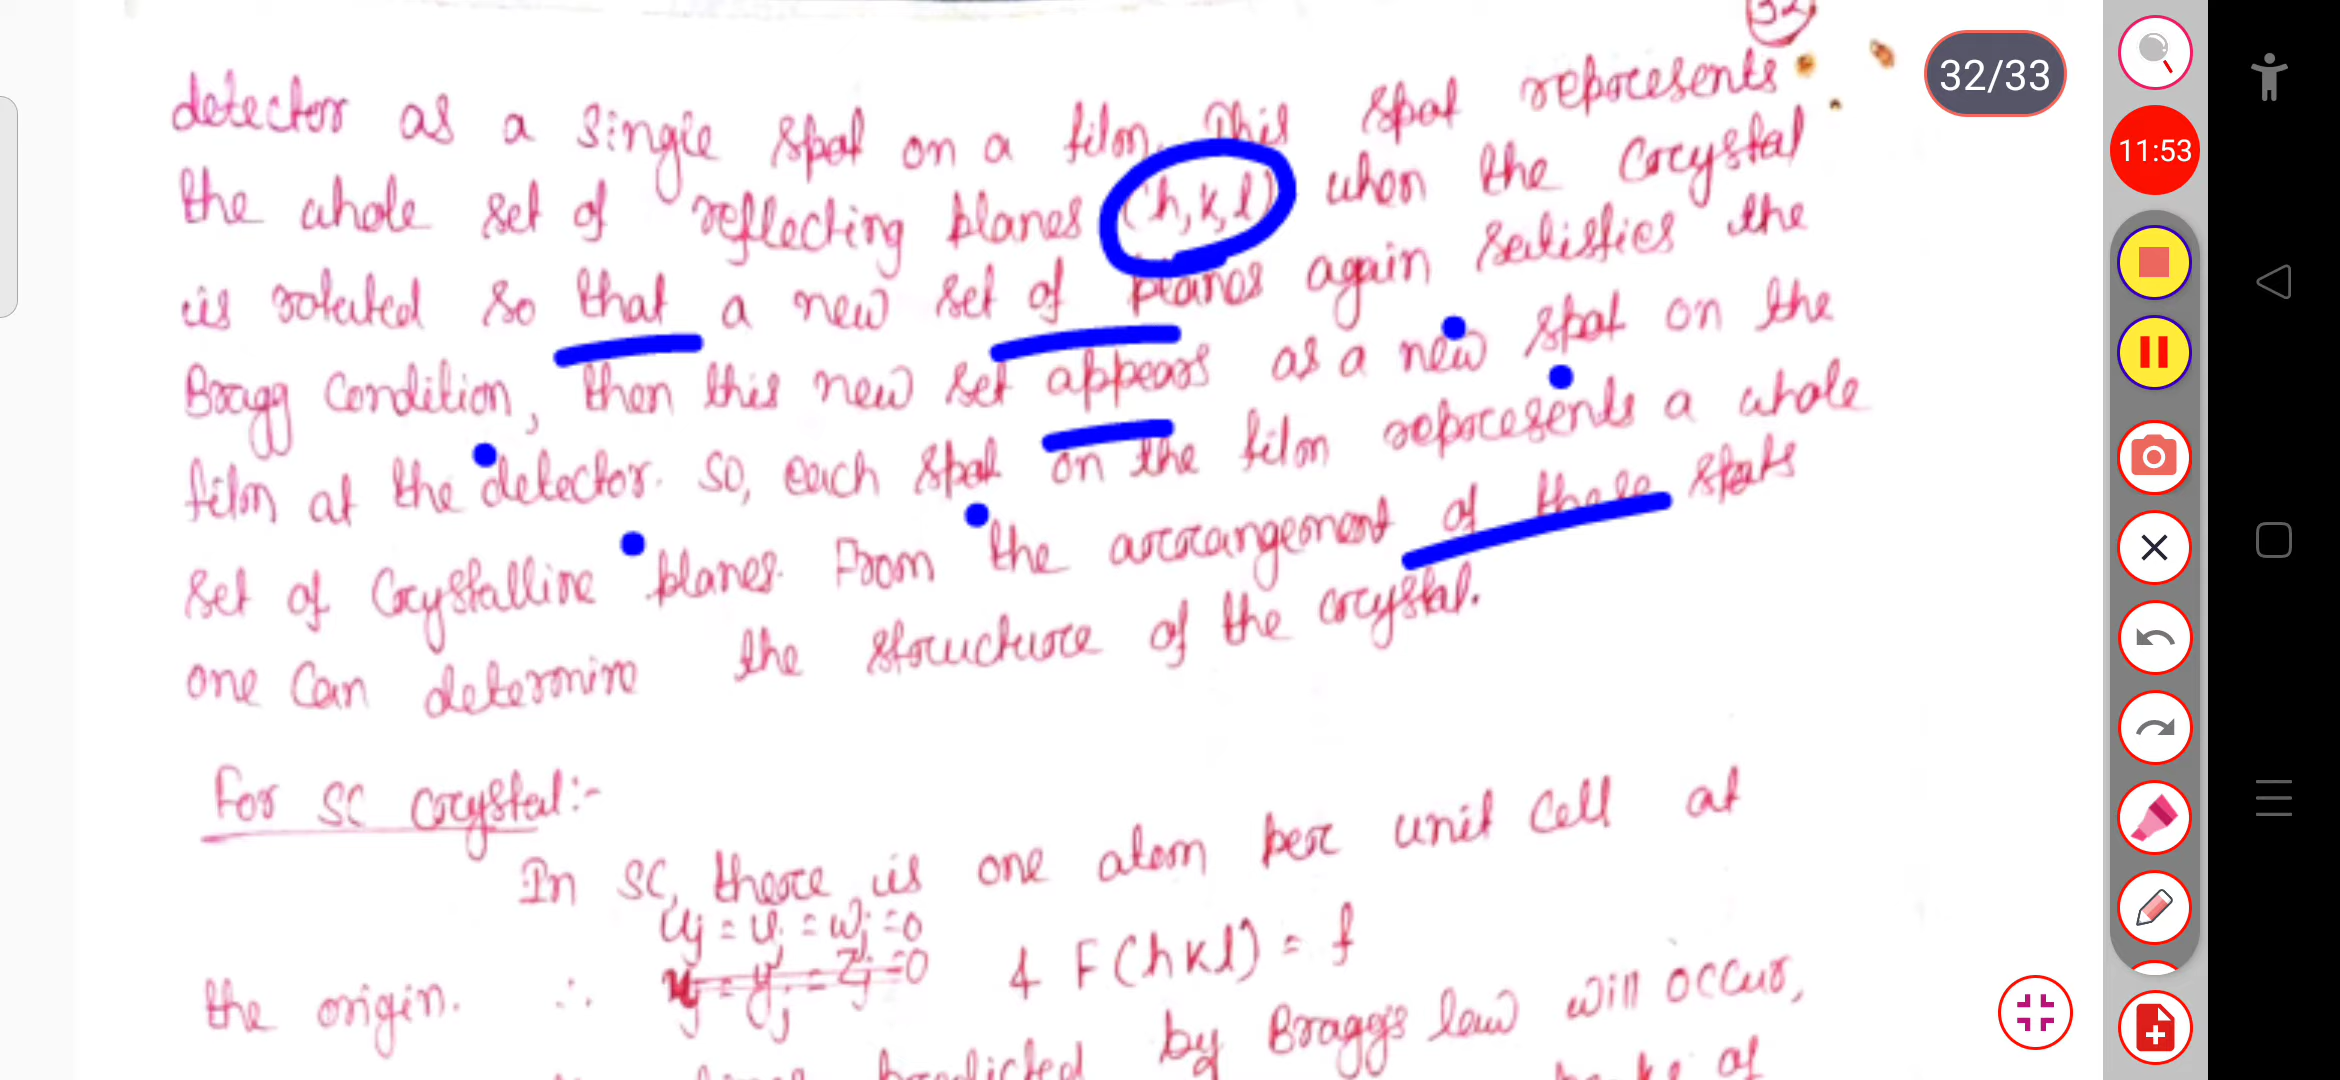 32
32/33
11:53
detector as a single spot on a film. This spot represents
the whole set of reflecting planes (h, k, l) when the crystal
is rotated so that a new set of planes again satisfies the
Bragg Condition, then this new set appears as a new spot on the
film at the detector. So, each spot on the film represents a whole
set of Crystalline planes. From the arrangement of these spots
one Can determine the structure of the crystal.
For SC Crystal:-
In SC, there is one atom per unit Cell at
the origin. ∴ uj = vj = wj = 0 & F(hkl) = f
predicted by Bragg's law will occur,
of